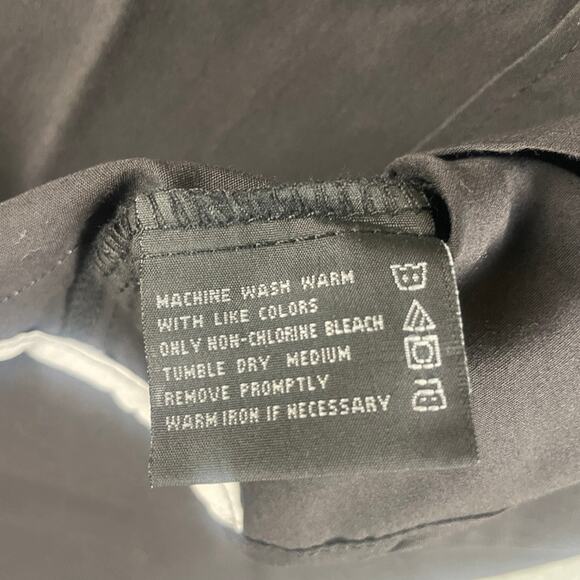 MACHINE WASH WARM
WITH LIKE COLORS
ONLY NON-CHLORINE BLEACH
TUMBLE DRY MEDIUM
REMOVE PROMPTLY
WARM IRON IF NECESSARY